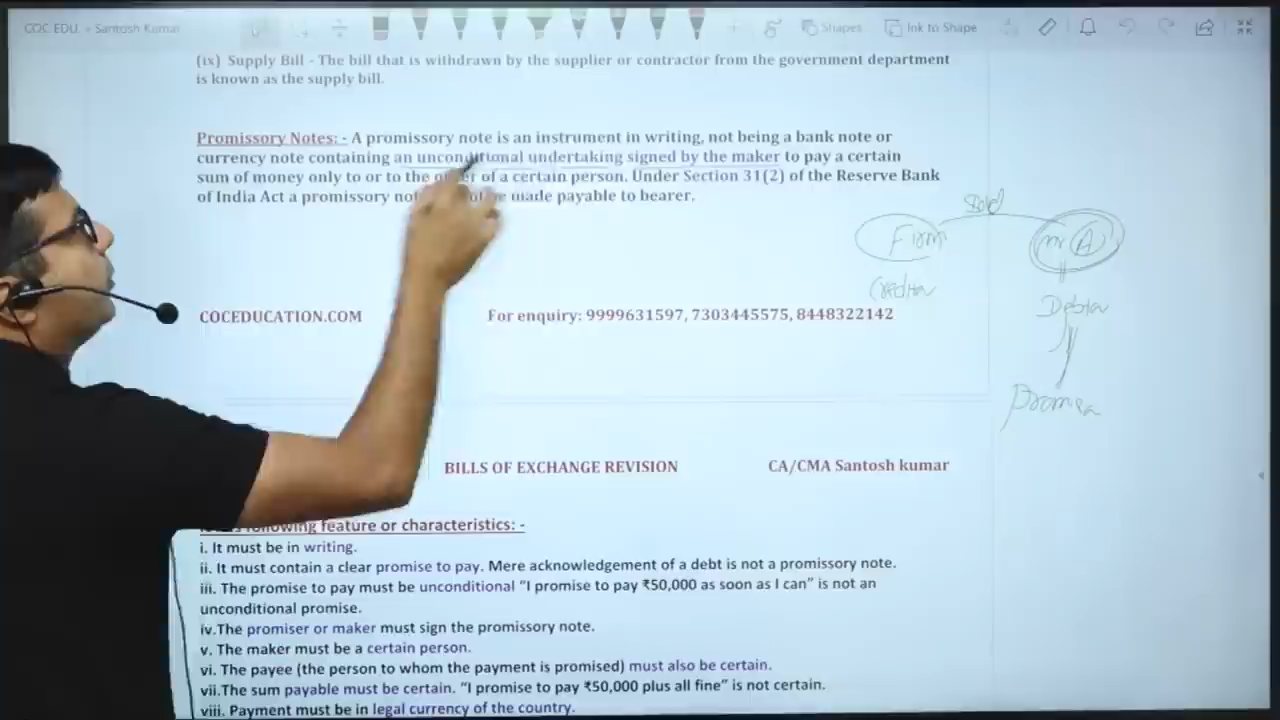 COC EDU. - Santosh Kumar
Shapes
Ink to Shape
(ix) Supply Bill - The bill that is withdrawn by the supplier or contractor from the government department
is known as the supply bill.
Promissory Notes: - A promissory note is an instrument in writing, not being a bank note or
currency note containing an unconditional undertaking signed by the maker to pay a certain
sum of money only to or to the of a certain person. Under Section 31(2) of the Reserve Bank
of India Act a promissory made payable to bearer.
Sold
Firm
A
Debtor
COCEDUCATION.COM
For enquiry: 9999631597, 7303445575, 8448322142
BILLS OF EXCHANGE REVISION
CA/CMA Santosh kumar
following feature or characteristics: -
i. It must be in writing.
ii. It must contain a clear promise to pay. Mere acknowledgement of a debt is not a promissory note.
iii. The promise to pay must be unconditional “I promise to pay ₹50,000 as soon as I can” is not an
unconditional promise.
iv.The promiser or maker must sign the promissory note.
v. The maker must be a certain person.
vi. The payee (the person to whom the payment is promised) must also be certain.
vii.The sum payable must be certain. “I promise to pay ₹50,000 plus all fine” is not certain.
viii. Payment must be in legal currency of the country.